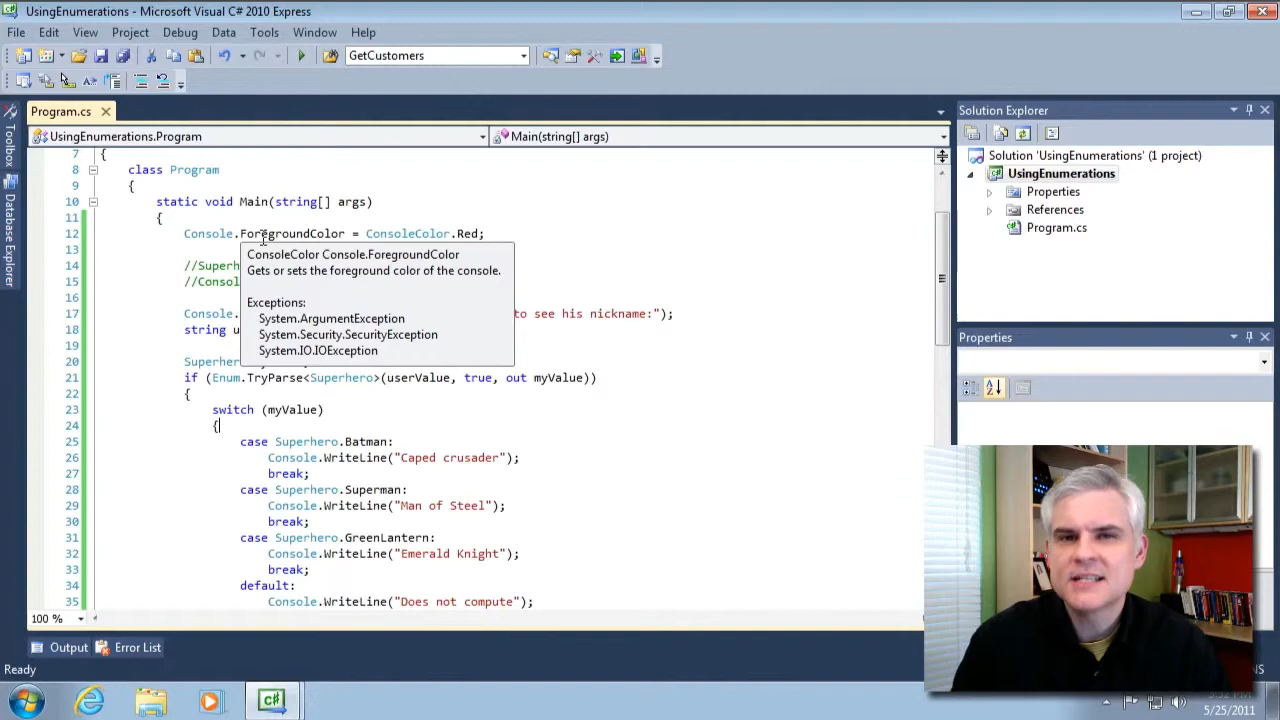 UsingEnumerations - Microsoft Visual C# 2010 Express
File Edit View Project Debug Data Tools Window Help
GetCustomers
Program.cs
UsingEnumerations.Program
Main(string[] args)
7 {
8 class Program
9 {
10 static void Main(string[] args)
11 {
12 Console.ForegroundColor = ConsoleColor.Red;
13
14 //Superh
15 //Consol
16
17 Console. to see his nickname:");
18 string u
ConsoleColor Console.ForegroundColor
Gets or sets the foreground color of the console.
Exceptions:
System.ArgumentException
System.Security.SecurityException
System.IO.IOException
20 Superhe
21 if (Enum.TryParse<Superhero>(userValue, true, out myValue))
22 {
23 switch (myValue)
24 {
25 case Superhero.Batman:
26 Console.WriteLine("Caped crusader");
27 break;
28 case Superhero.Superman:
29 Console.WriteLine("Man of Steel");
30 break;
31 case Superhero.GreenLantern:
32 Console.WriteLine("Emerald Knight");
33 break;
34 default:
35 Console.WriteLine("Does not compute");
100 %
Output Error List
Ready
Toolbox
Database Explorer
Solution Explorer
Solution 'UsingEnumerations' (1 project)
UsingEnumerations
Properties
References
Program.cs
Properties
NS
5/25/2011